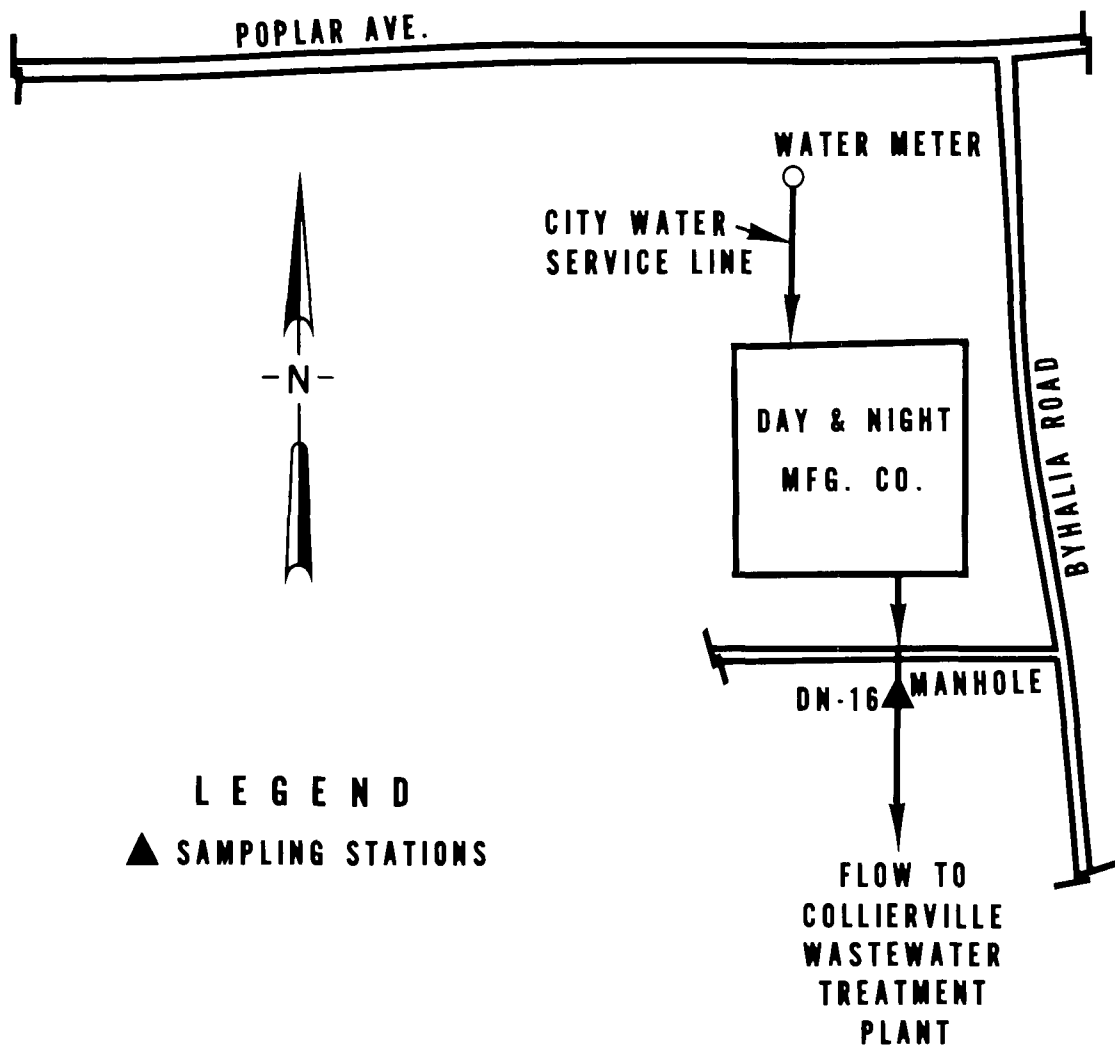 POPLAR AVE.
WATER METER
CITY WATER
SERVICE LINE
-N-
DAY & NIGHT
MFG. CO.
BYHALIA ROAD
DN-16
MANHOLE
LEGEND
SAMPLING STATIONS
FLOW TO
COLLIERVILLE
WASTEWATER
TREATMENT
PLANT